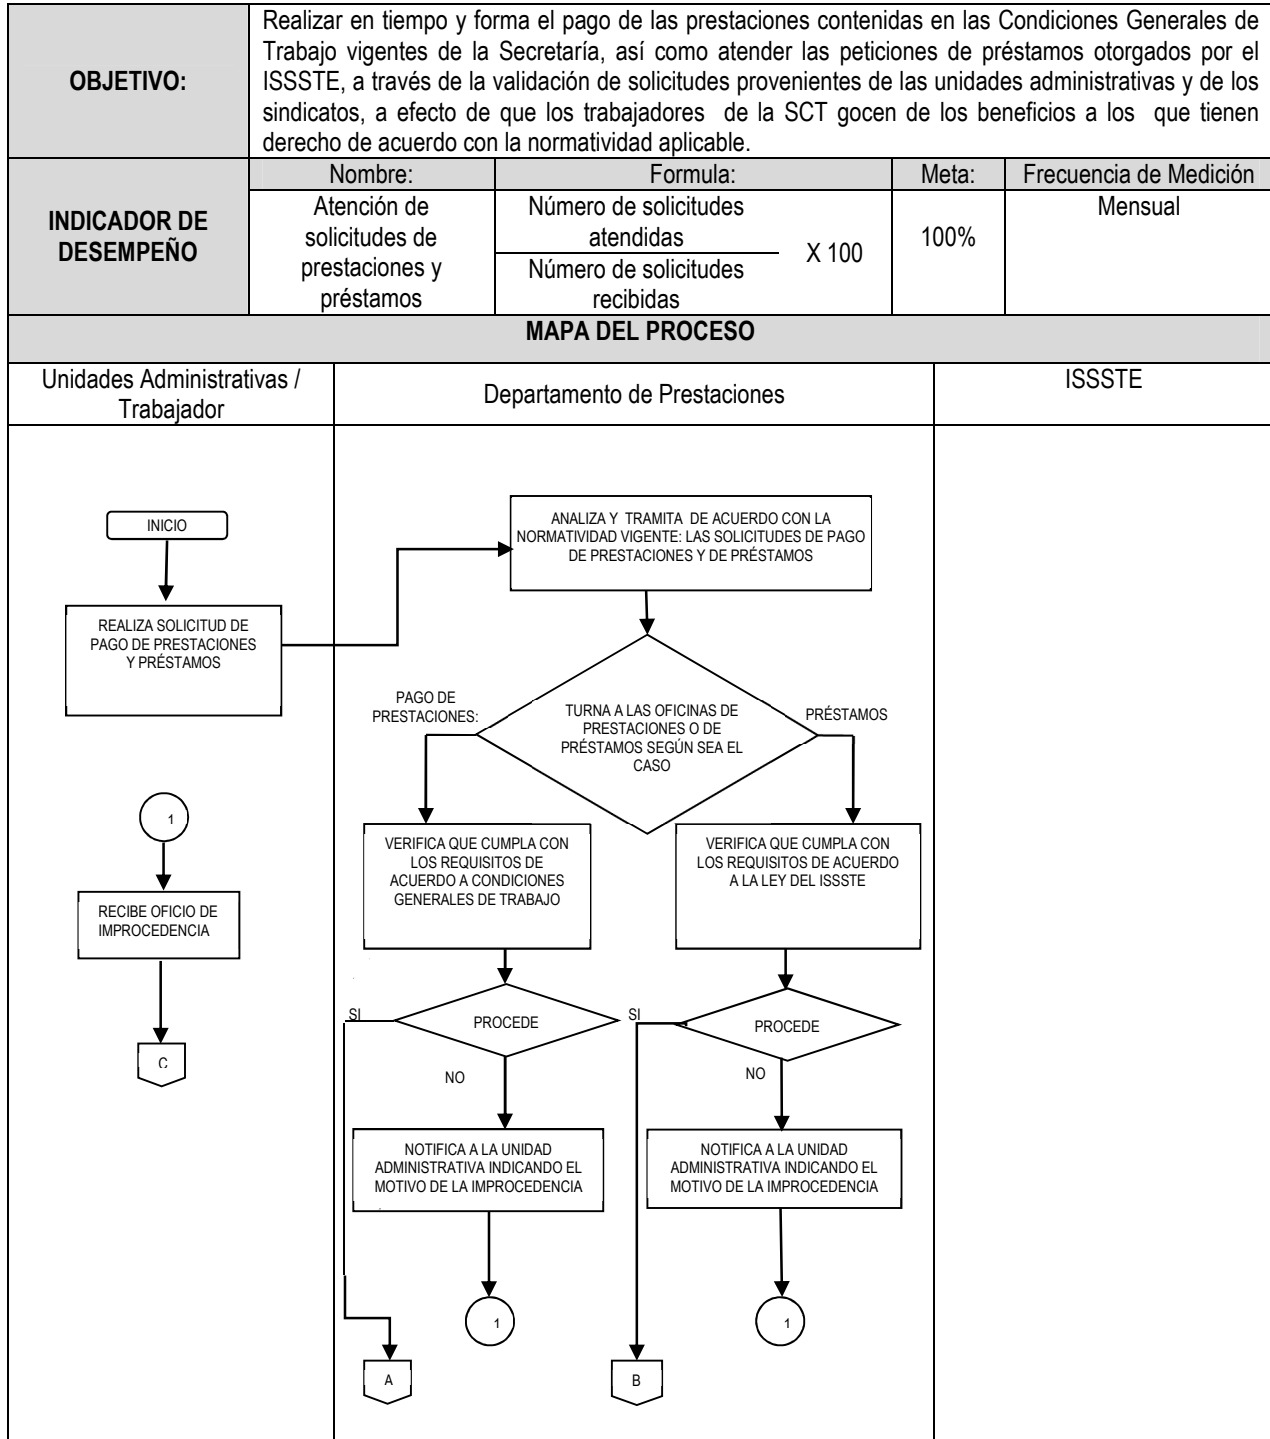 OBJETIVO:
Realizar en tiempo y forma el pago de las prestaciones contenidas en las Condiciones Generales de
Trabajo vigentes de la Secretaría, así como atender las peticiones de préstamos otorgados por el
ISSSTE, a través de la validación de solicitudes provenientes de las unidades administrativas y de los
sindicatos, a efecto de que los trabajadores de la SCT gocen de los beneficios a los que tienen
derecho de acuerdo con la normatividad aplicable.
INDICADOR DE
DESEMPEÑO
Nombre:
Formula:
Meta:
Frecuencia de Medición
Atención de
solicitudes de
prestaciones y
préstamos
Número de solicitudes
atendidas
Número de solicitudes
recibidas
X 100
100%
Mensual
MAPA DEL PROCESO
Unidades Administrativas /
Trabajador
Departamento de Prestaciones
ISSSTE
INICIO
REALIZA SOLICITUD DE
PAGO DE PRESTACIONES
Y PRÉSTAMOS
ANALIZA Y TRAMITA DE ACUERDO CON LA
NORMATIVIDAD VIGENTE: LAS SOLICITUDES DE PAGO
DE PRESTACIONES Y DE PRÉSTAMOS
PAGO DE
PRESTACIONES:
TURNA A LAS OFICINAS DE
PRESTACIONES O DE
PRÉSTAMOS SEGÚN SEA EL
CASO
PRÉSTAMOS
1
RECIBE OFICIO DE
IMPROCEDENCIA
C
VERIFICA QUE CUMPLA CON
LOS REQUISITOS DE
ACUERDO A CONDICIONES
GENERALES DE TRABAJO
VERIFICA QUE CUMPLA CON
LOS REQUISITOS DE ACUERDO
A LA LEY DEL ISSSTE
SI
PROCEDE
NO
SI
PROCEDE
NO
NOTIFICA A LA UNIDAD
ADMINISTRATIVA INDICANDO EL
MOTIVO DE LA IMPROCEDENCIA
NOTIFICA A LA UNIDAD
ADMINISTRATIVA INDICANDO EL
MOTIVO DE LA IMPROCEDENCIA
1
1
A
B